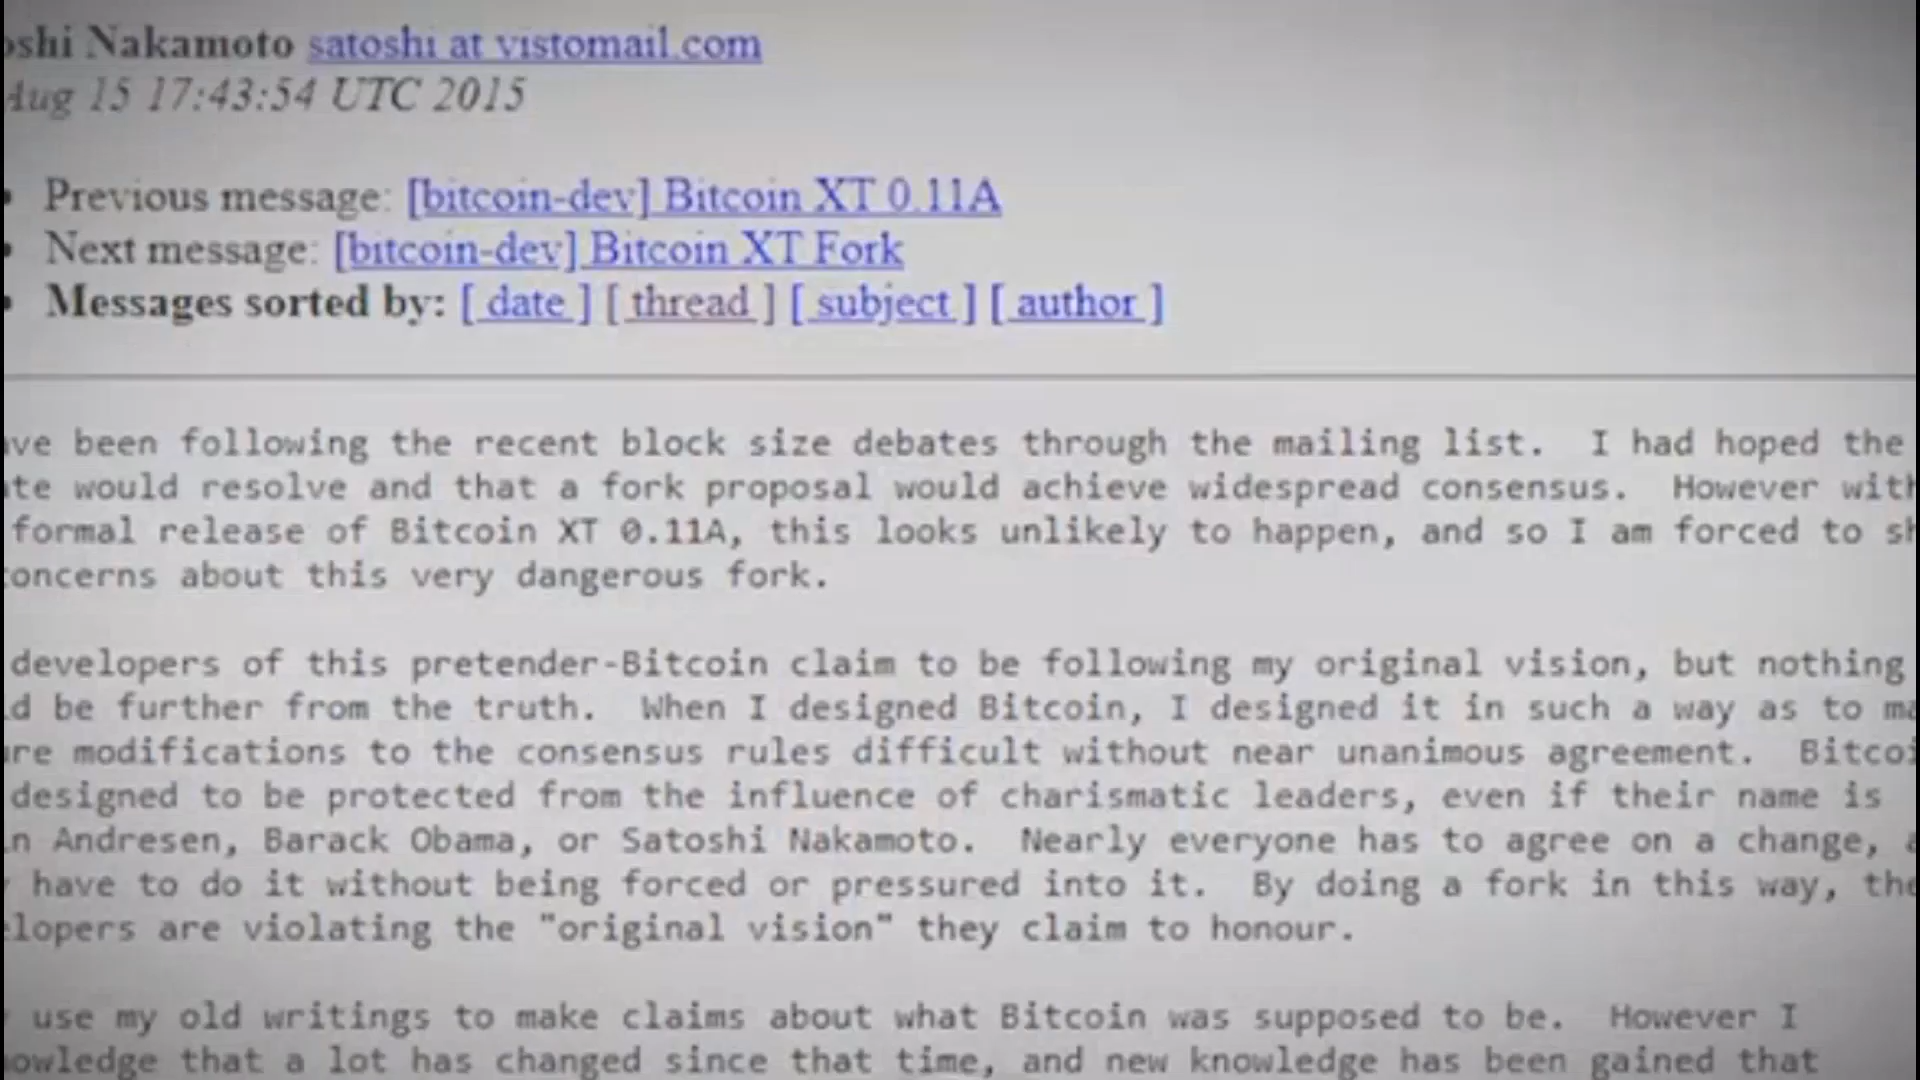 oshi Nakamoto satoshi at vistomail.com
Aug 15 17:43:54 UTC 2015
Previous message: [bitcoin-dev] Bitcoin XT 0.11A
Next message: [bitcoin-dev] Bitcoin XT Fork
Messages sorted by: [ date ] [ thread ] [ subject ] [ author ]
ve been following the recent block size debates through the mailing list. I had hoped the
te would resolve and that a fork proposal would achieve widespread consensus. However with
formal release of Bitcoin XT 0.11A, this looks unlikely to happen, and so I am forced to sh
oncerns about this very dangerous fork.
developers of this pretender-Bitcoin claim to be following my original vision, but nothing
d be further from the truth. When I designed Bitcoin, I designed it in such a way as to ma
re modifications to the consensus rules difficult without near unanimous agreement. Bitcoi
designed to be protected from the influence of charismatic leaders, even if their name is
n Andresen, Barack Obama, or Satoshi Nakamoto. Nearly everyone has to agree on a change, a
have to do it without being forced or pressured into it. By doing a fork in this way, the
lopers are violating the "original vision" they claim to honour.
use my old writings to make claims about what Bitcoin was supposed to be. However I
owledge that a lot has changed since that time, and new knowledge has been gained that